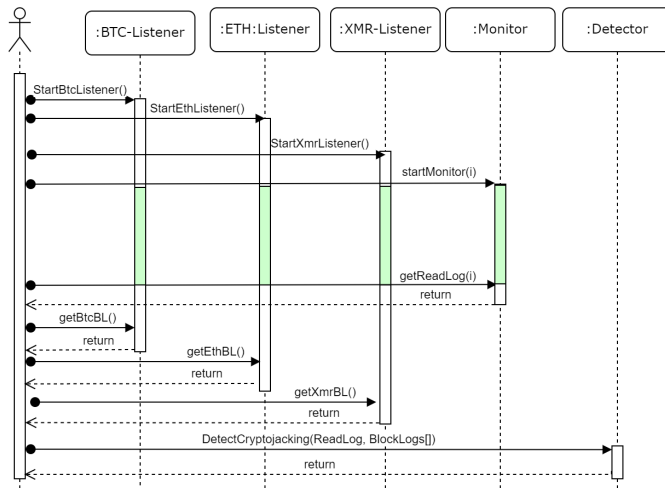 :BTC-Listener
:ETH:Listener
:XMR-Listener
:Monitor
:Detector
StartBtcListener()
StartEthListener()
StartXmrListener()
startMonitor(i)
getReadLog(i)
return
getBtcBL()
return
getEthBL()
return
getXmrBL()
return
DetectCryptojacking(ReadLog, BlockLogs[])
return